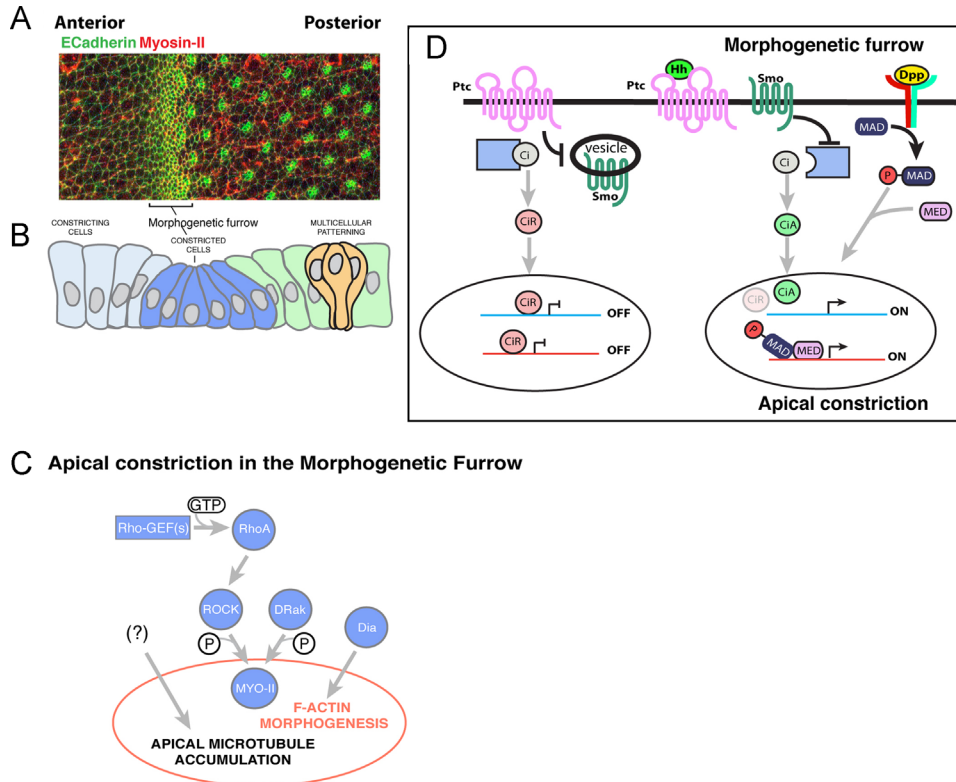 A
Anterior
Posterior
ECadherin Myosin-II
Morphogenetic furrow
B
CONSTRICTING
CELLS
CONSTRICTED
CELLS
MULTICELLULAR
PATTERNING
D
Morphogenetic furrow
Ptc
Ptc
Hh
Smo
Dpp
MAD
Ci
vesicle
Smo
Ci
P
MAD
MED
CiR
CiA
CiR
OFF
CiR
OFF
CiR
CiA
ON
P
MAD
MED
ON
Apical constriction
C Apical constriction in the Morphogenetic Furrow
GTP
Rho-GEF(s)
RhoA
ROCK
DRak
Dia
(?)
P
P
MYO-II
F-ACTIN
MORPHOGENESIS
APICAL MICROTUBULE
ACCUMULATION